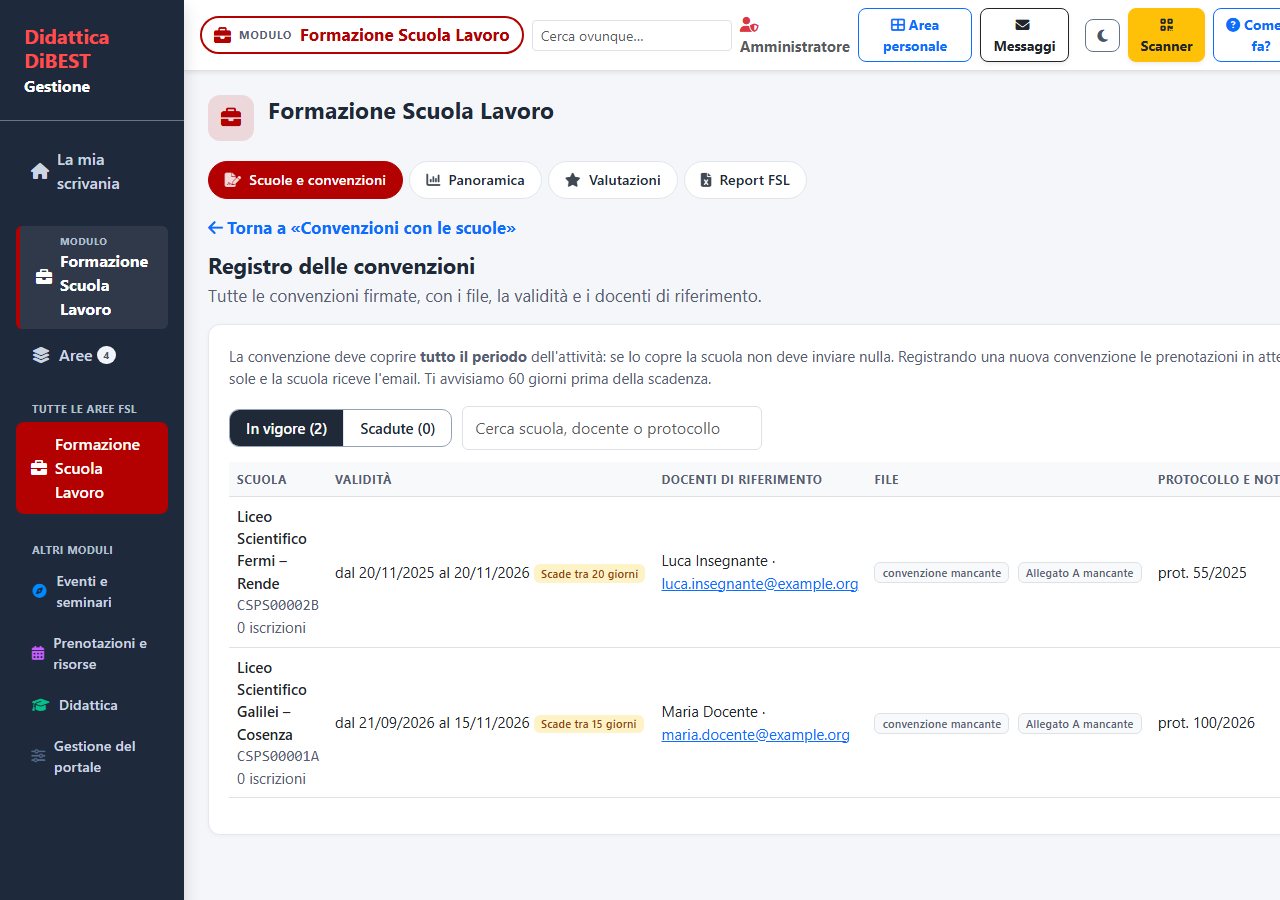 Didattica
DiBEST
Gestione
La mia
scrivania
MODULO
Formazione
Scuola
Lavoro
Aree 4
TUTTE LE AREE FSL
Formazione
Scuola
Lavoro
ALTRI MODULI
Eventi e
seminari
Prenotazioni e
risorse
Didattica
Gestione del
portale
MODULO Formazione Scuola Lavoro
Cerca ovunque...
Amministratore
Area
personale
Messaggi
Scanner
Come
fa?
Formazione Scuola Lavoro
Scuole e convenzioni
Panoramica
Valutazioni
Report FSL
Torna a «Convenzioni con le scuole»
Registro delle convenzioni
Tutte le convenzioni firmate, con i file, la validità e i docenti di riferimento.
La convenzione deve coprire tutto il periodo dell'attività: se lo copre la scuola non deve inviare nulla. Registrando una nuova convenzione le prenotazioni in atte
sole e la scuola riceve l'email. Ti avvisiamo 60 giorni prima della scadenza.
In vigore (2)
Scadute (0)
Cerca scuola, docente o protocollo
SCUOLA VALIDITÀ DOCENTI DI RIFERIMENTO FILE PROTOCOLLO E NOT
Liceo
Scientifico
Fermi –
Rende
CSPS00002B
0 iscrizioni
dal 20/11/2025 al 20/11/2026 Scade tra 20 giorni
Luca Insegnante ·
luca.insegnante@example.org
convenzione mancante Allegato A mancante
prot. 55/2025
Liceo
Scientifico
Galilei –
Cosenza
CSPS00001A
0 iscrizioni
dal 21/09/2026 al 15/11/2026 Scade tra 15 giorni
Maria Docente ·
maria.docente@example.org
convenzione mancante Allegato A mancante
prot. 100/2026